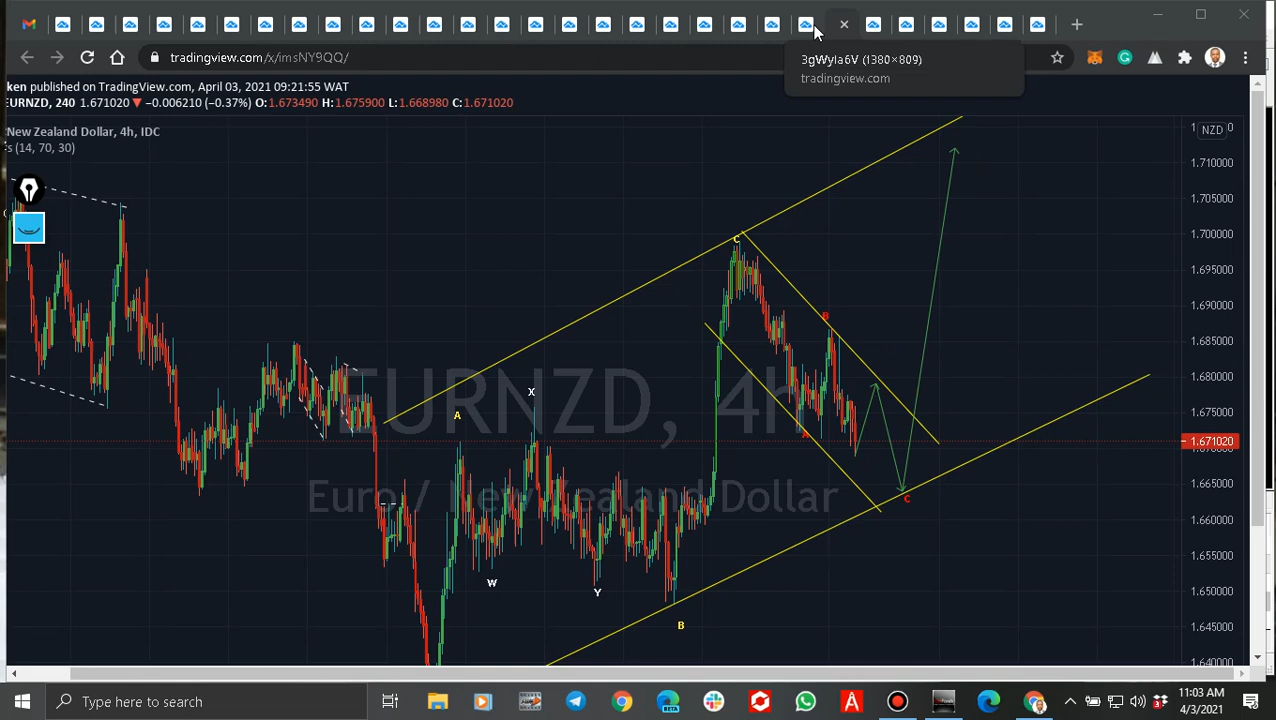 tradingview.com/x/imsNY9QQ/
3gWyIa6V (1380×809)
tradingview.com
ken published on TradingView.com, April 03, 2021 09:21:55 WAT
EURNZD, 240 1.671020 ▼ −0.006210 (−0.37%) O:1.673490 H:1.675900 L:1.668980 C:1.671020
New Zealand Dollar, 4h, IDC
s (14, 70, 30)
NZD
1.710000
1.705000
1.700000
1.695000
1.690000
1.685000
1.680000
1.675000
1.671020
1.665000
1.660000
1.655000
1.650000
1.645000
1.640000
C
B
X
A
A
C
W
Y
B
EURNZD, 4h
Euro / New Zealand Dollar
Type here to search
BETA
11:03 AM
4/3/2021